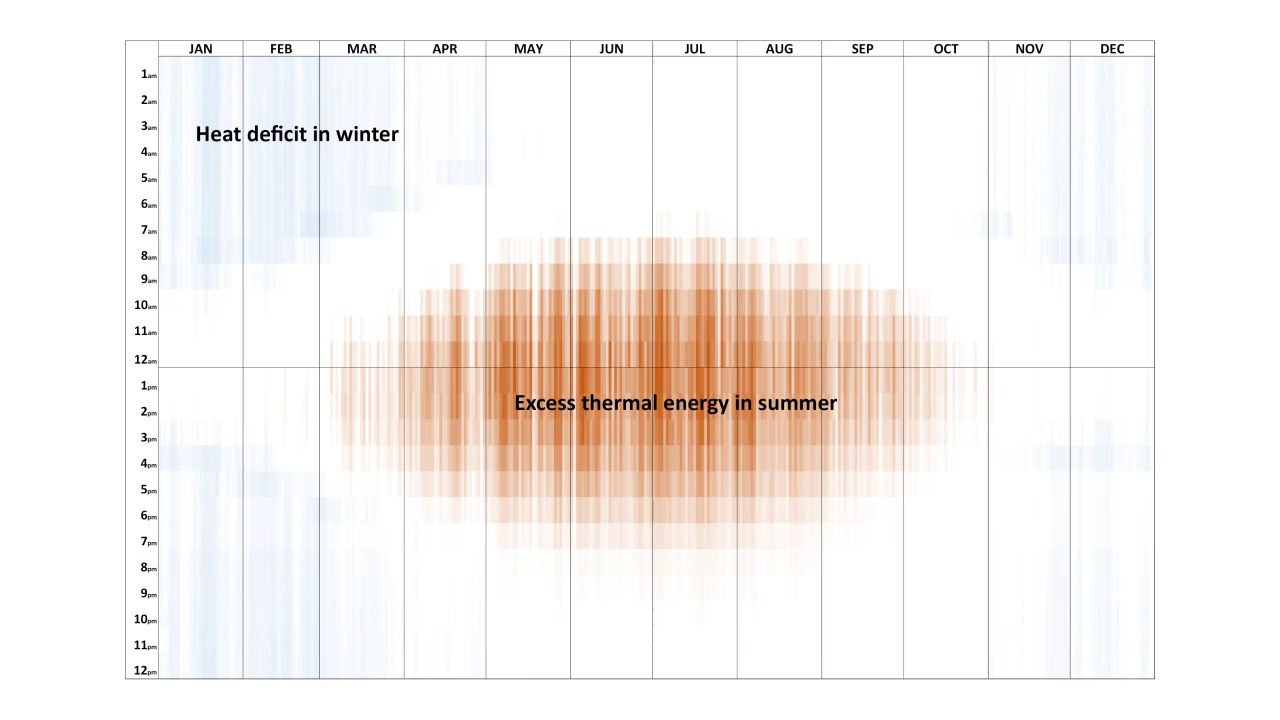 JAN FEB MAR APR MAY JUN JUL AUG SEP OCT NOV DEC
1am
2am
3am
Heat deficit in winter
4am
5am
6am
7am
8am
9am
10am
11am
12am
1pm
Excess thermal energy in summer
2pm
3pm
4pm
5pm
6pm
7pm
8pm
9pm
10pm
11pm
12pm